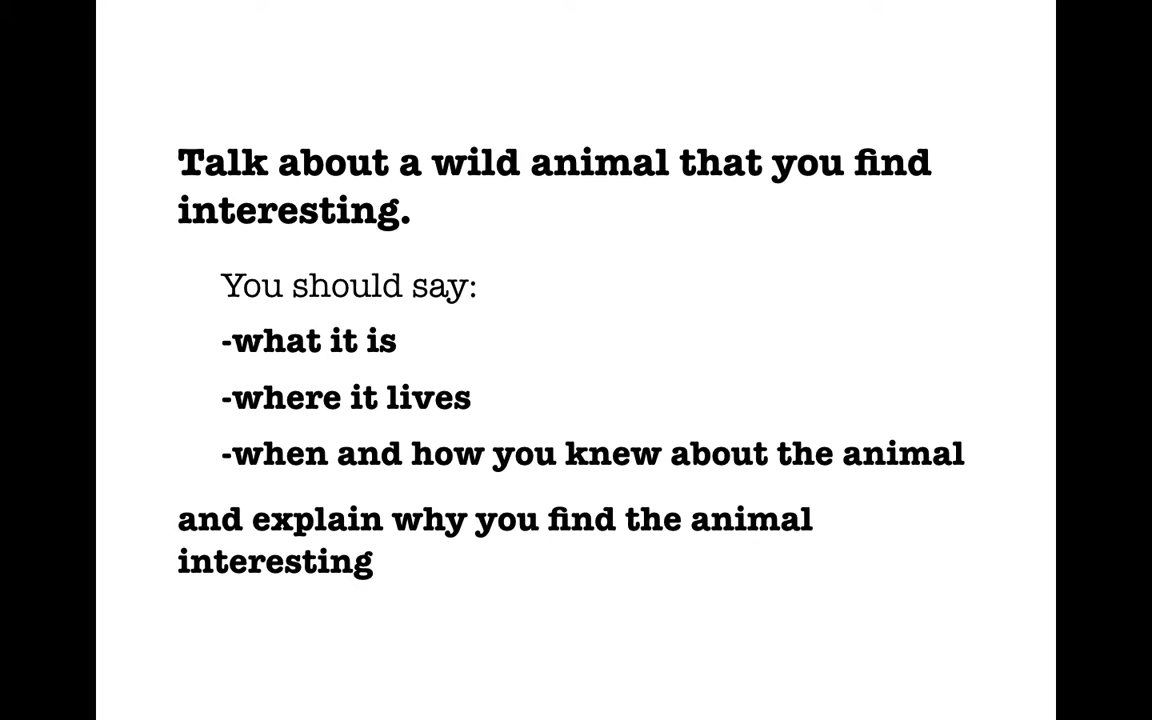 Talk about a wild animal that you find
interesting.
You should say:
-what it is
-where it lives
-when and how you knew about the animal
and explain why you find the animal
interesting